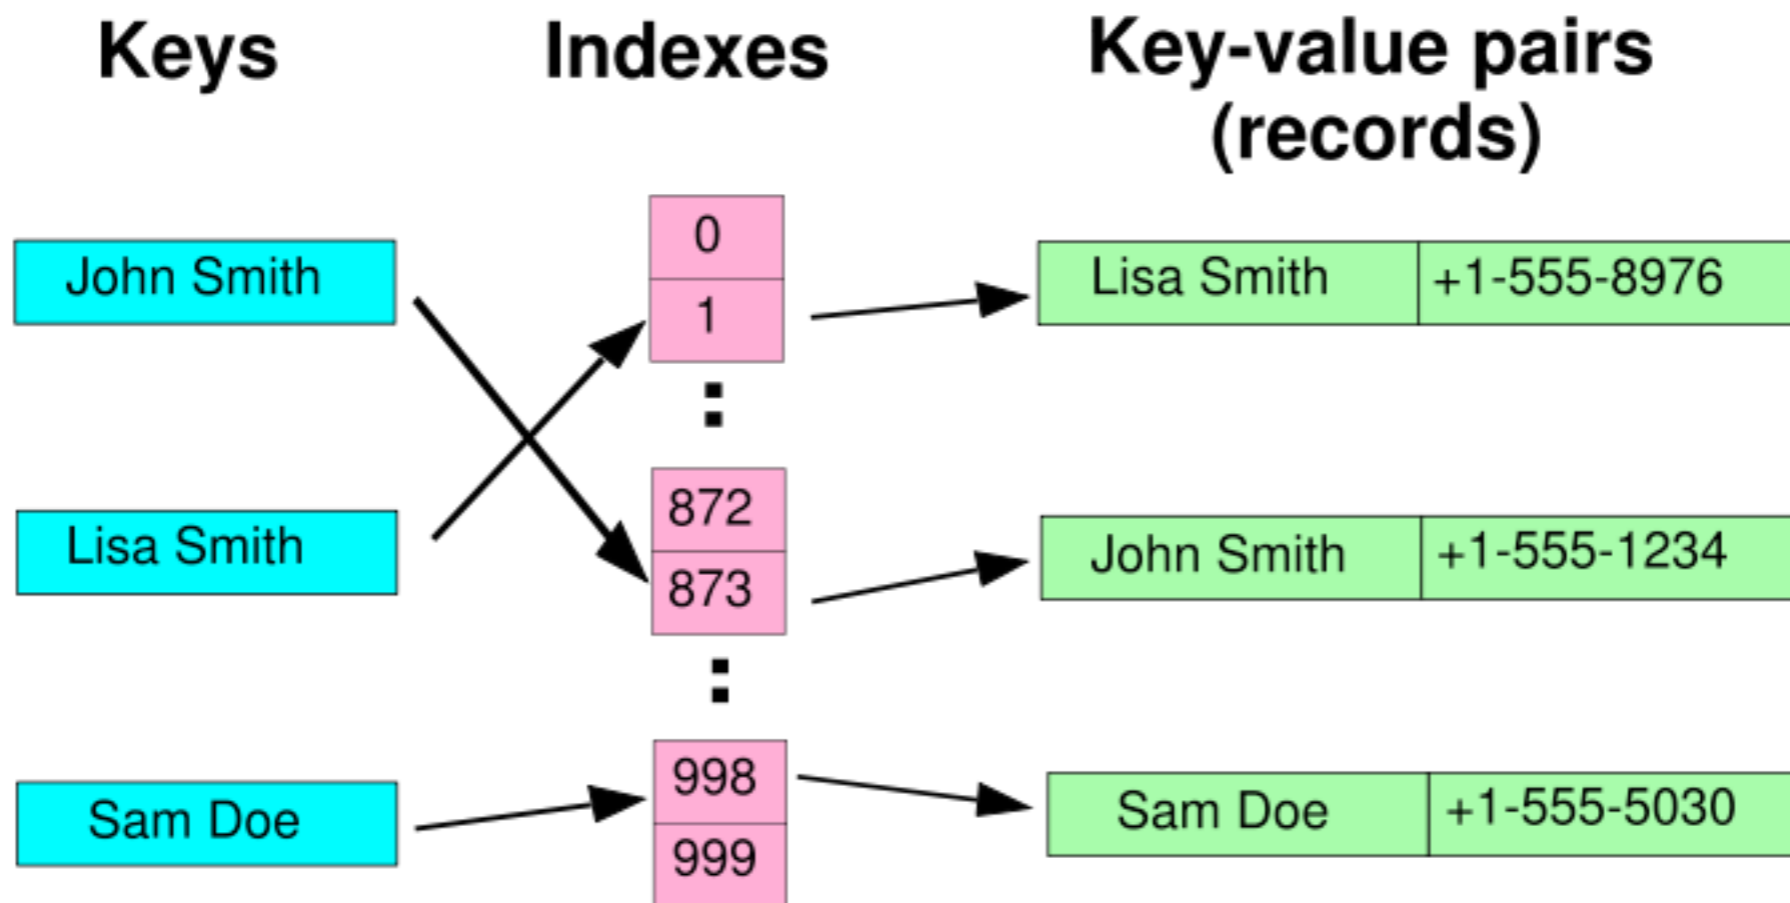 Keys
Indexes
Key-value pairs
(records)
John Smith
Lisa Smith
Sam Doe
0
1
:
872
873
:
998
999
Lisa Smith +1-555-8976
John Smith +1-555-1234
Sam Doe +1-555-5030